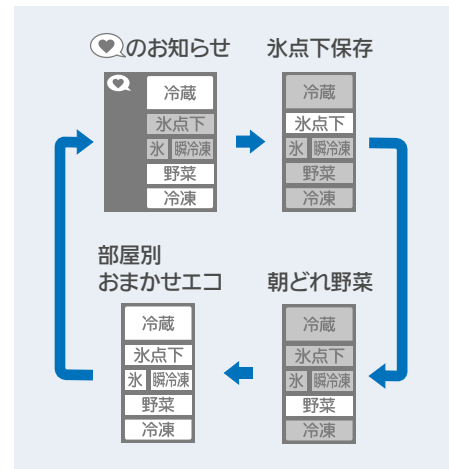 のお知らせ
氷点下保存
冷蔵
氷点下
氷 瞬冷凍
野菜
冷凍
冷蔵
氷点下
氷 瞬冷凍
野菜
冷凍
部屋別
おまかせエコ
朝どれ野菜
冷蔵
氷点下
氷 瞬冷凍
野菜
冷凍
冷蔵
氷点下
氷 瞬冷凍
野菜
冷凍